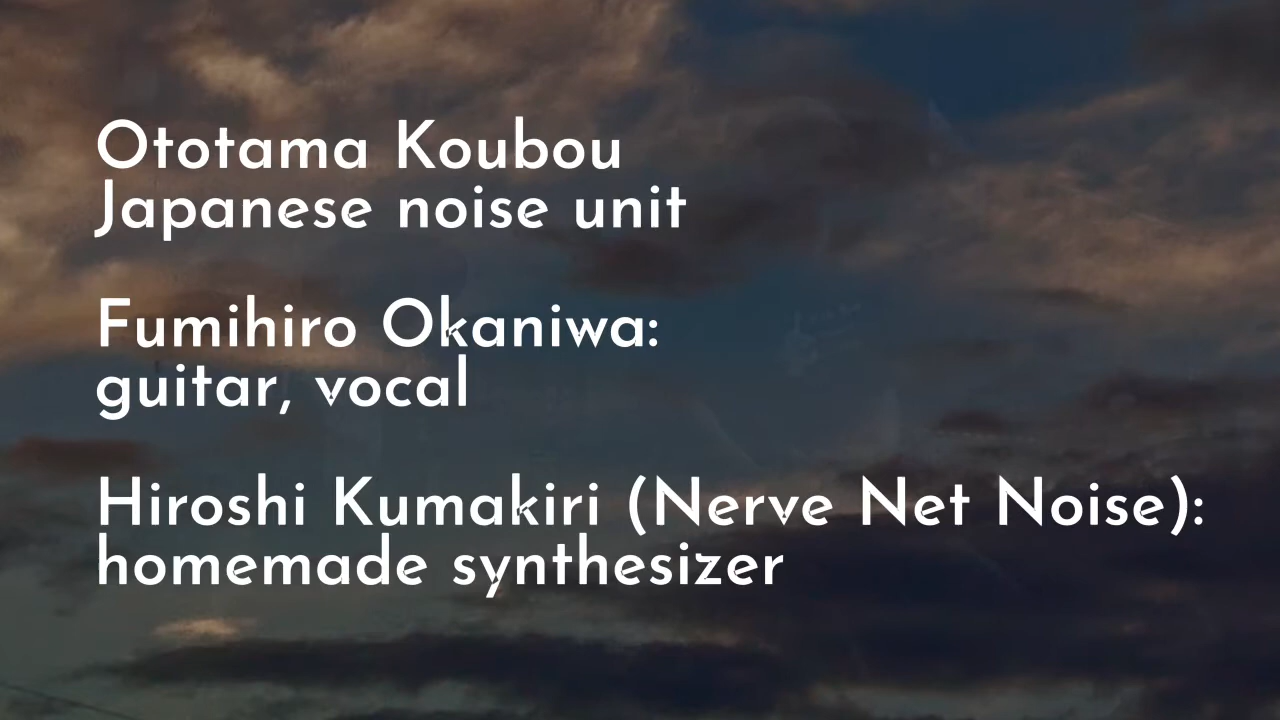 Ototama Koubou
Japanese noise unit
Fumihiro Okaniwa:
guitar, vocal
Hiroshi Kumakiri (Nerve Net Noise):
homemade synthesizer